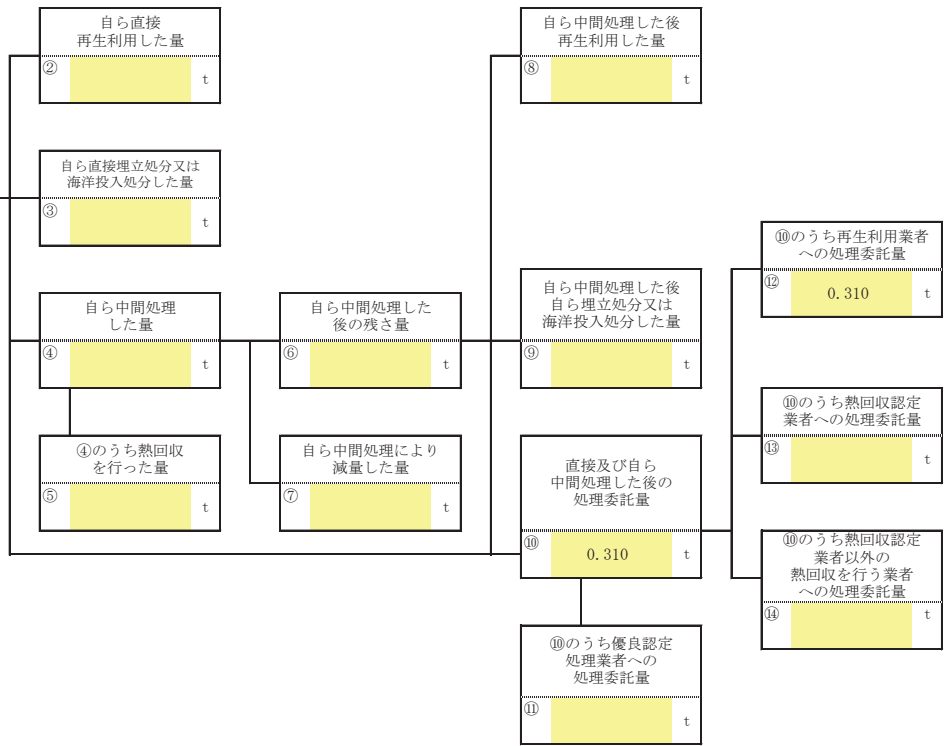 自ら直接
再生利用した量
②
t
自ら中間処理した後
再生利用した量
⑧
t
自ら直接埋立処分又は
海洋投入処分した量
③
t
⑩のうち再生利用業者
への処理委託量
⑫
0.310
t
自ら中間処理
した量
④
t
自ら中間処理した
後の残さ量
⑥
t
自ら中間処理した後
自ら埋立処分又は
海洋投入処分した量
⑨
t
⑩のうち熱回収認定
業者への処理委託量
⑬
t
④のうち熱回収
を行った量
⑤
t
自ら中間処理により
減量した量
⑦
t
直接及び自ら
中間処理した後の
処理委託量
⑩
0.310
t
⑩のうち熱回収認定
業者以外の
熱回収を行う業者
への処理委託量
⑭
t
⑩のうち優良認定
処理業者への
処理委託量
⑪
t